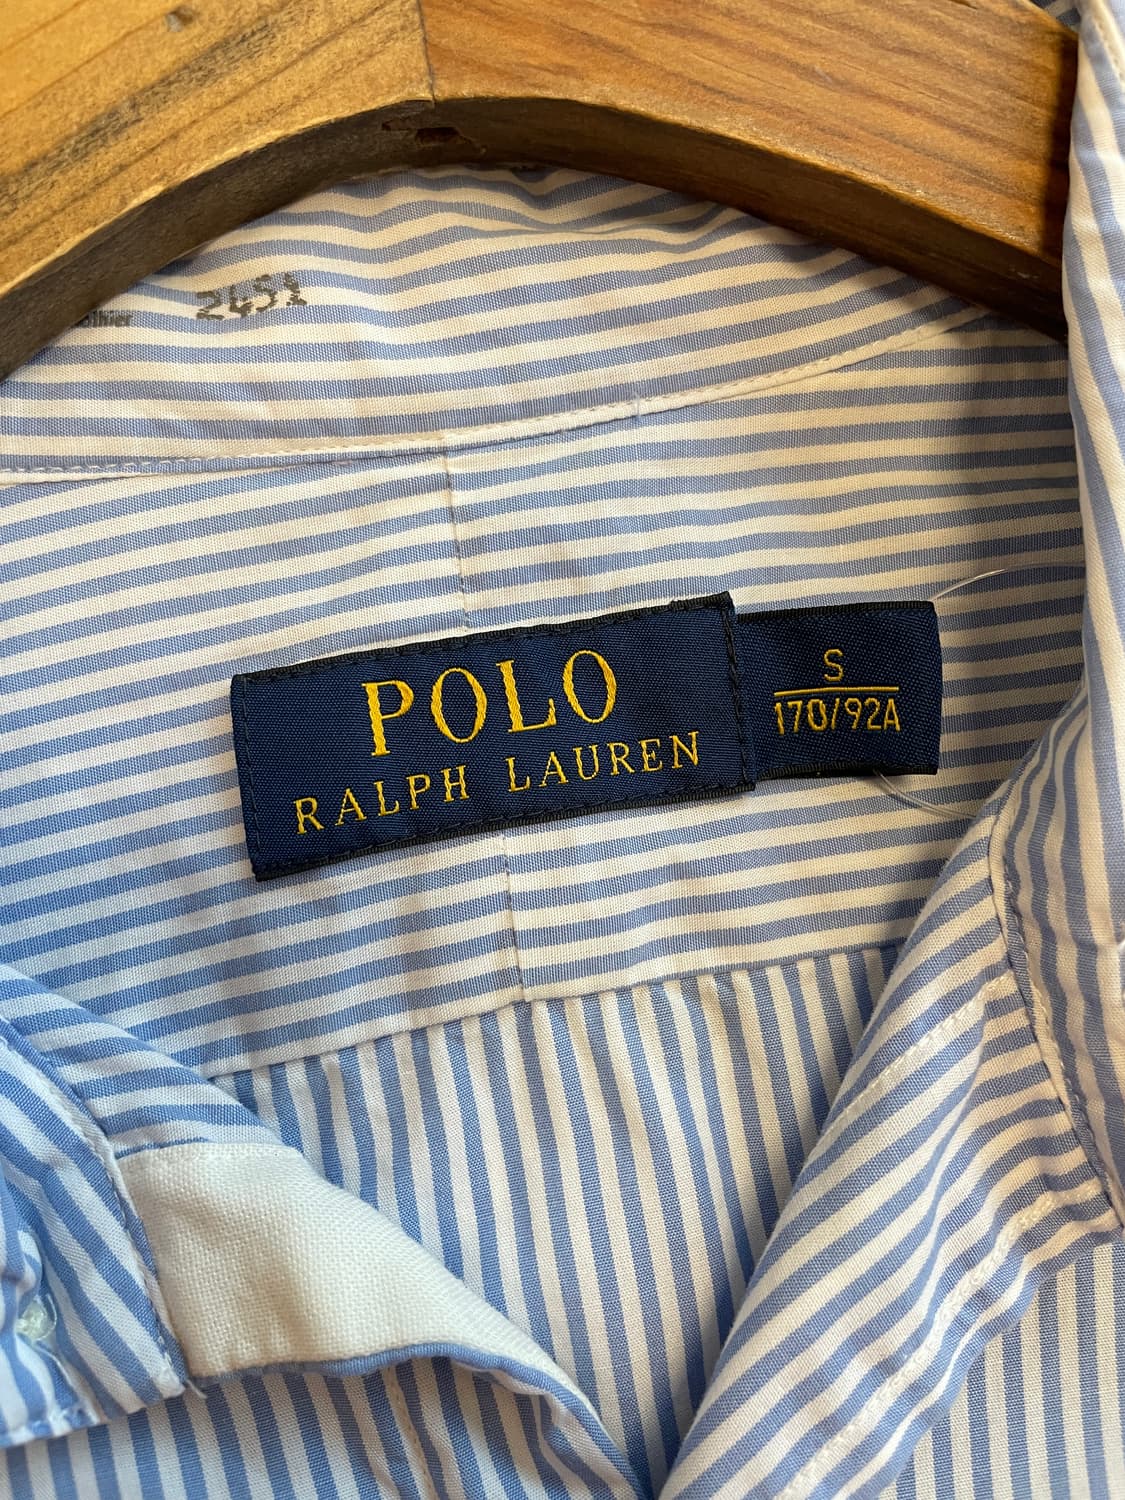 2451
POLO
RALPH LAUREN
S
170/92A